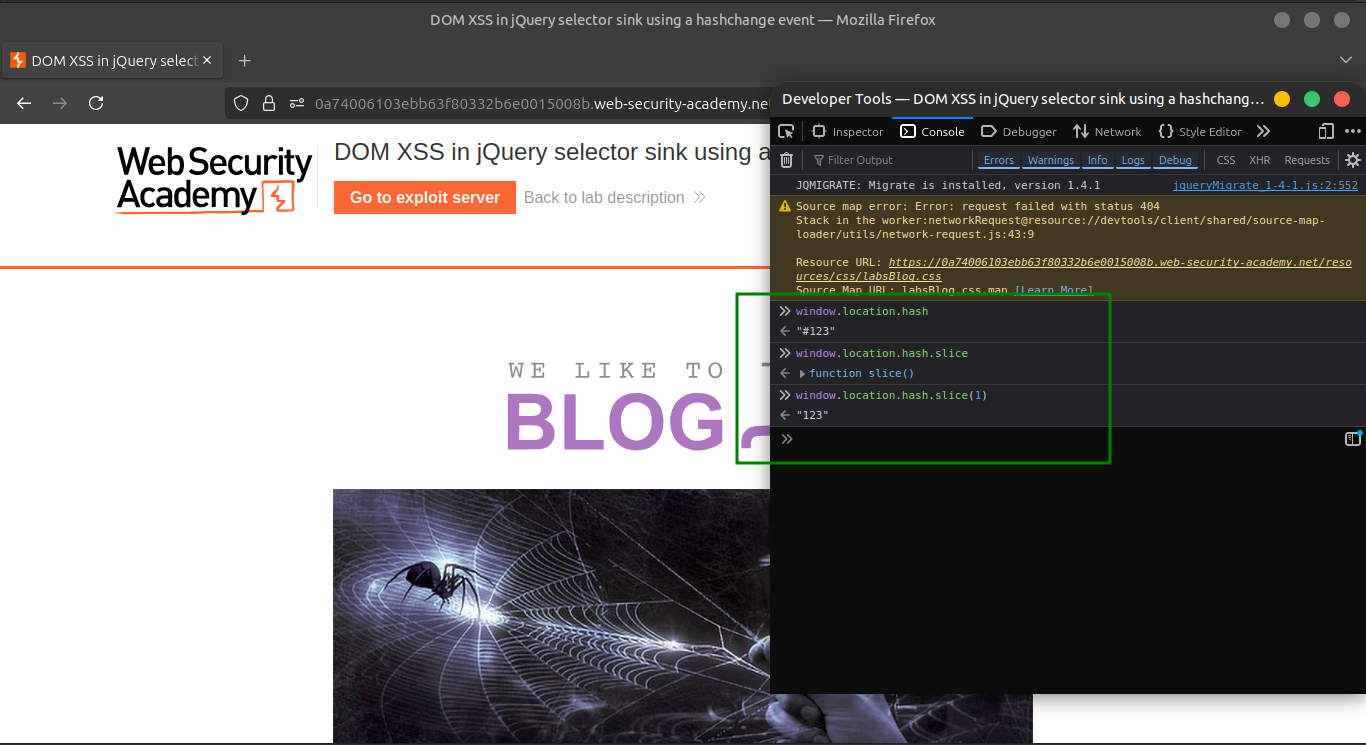 DOM XSS in jQuery selector sink using a hashchange event — Mozilla Firefox
DOM XSS in jQuery select
0a74006103ebb63f80332b6e0015008b.web-security-academy.ne
Web Security
Academy
DOM XSS in jQuery selector sink using a
Go to exploit server
Back to lab description
WE LIKE TO
BLOG
Developer Tools — DOM XSS in jQuery selector sink using a hashchang...
Inspector
Console
Debugger
Network
Style Editor
Filter Output
Errors
Warnings
Info
Logs
Debug
CSS
XHR
Requests
JQMIGRATE: Migrate is installed, version 1.4.1
jqueryMigrate_1-4-1.js:2:552
Source map error: Error: request failed with status 404
Stack in the worker:networkRequest@resource://devtools/client/shared/source-map-
loader/utils/network-request.js:43:9
Resource URL: https://0a74006103ebb63f80332b6e0015008b.web-security-academy.net/reso
urces/css/labsBlog.css
Source Map URL: labsBlog.css.map [Learn More]
window.location.hash
"#123"
window.location.hash.slice
function slice()
window.location.hash.slice(1)
"123"